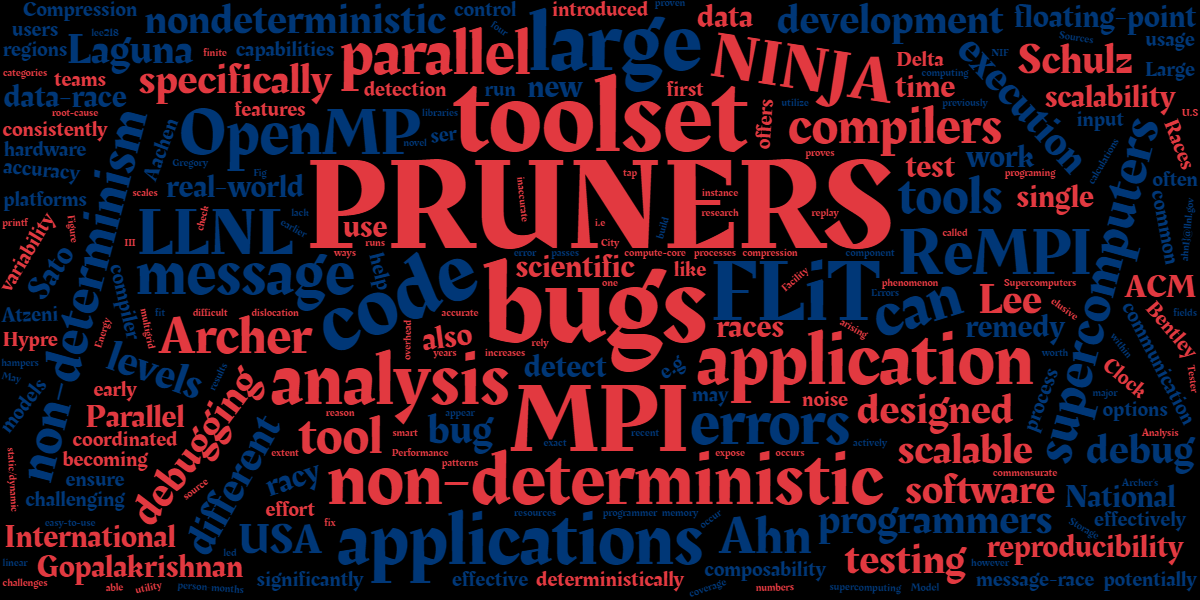 Compression
nondeterministic
control
introduced
proven
data
development
floating-point
users
lee218
four
Sources
usage
regions
Laguna
finite
capabilities
parallel
large
NINJA
Delta
NIF
Schulz
categories
teams
specifically
detection
run
new
first
time
computing
execution
Large
data-race
features
toolset
utilize
previously
scalability
root-cause
libraries
offers
compilers
input
U.S
consistently
OpenMP
novel
ser
Races
hardware
Aachen
Gregory
proves
test
work
calculations
accuracy
Fig
PRUNERS
tap
programing
often
platforms
scales
real-world
inaccurate
instance
tools
single
common
printf
Figure
check
lack
earlier
use
research
replay
LLNL
i.e
build
called
ReMPI
variability
III
runs
City
ways
error
passes
compute-core
processes
compression
component
Sato
non-determinism
message
help
code
scientific
like
one
FLiT
Facility
phenomenon
Supercomputers
supercomputers
ACM
compiler
bugs
Errors
can
Lee
elusive
Atzeni
fit
difficult
dislocation
accurate
fields
Hypre
Energy
multigrid
Archer
overhead
also
races
arising
remedy
Bentley
years
increases
rely
within
communication
hampers
levels
results
detect
e.g
application
worth
May
analysis
Clock
Tester
models
early
may
noise
process
major
Parallel
debugging
reason
MPI
errors
designed
options
coordinated
tool
smart
bug
appear
exact
recent
actively
Analysis
becoming
extent
Performance
patterns
expose
occurs
scalable
debug
static/dynamic
ensure
racy
non-deterministic
commensurate
challenging
source
different
effort
software
Archer's
National
easy-to-use
fix
resources
programmer
memory
occur
programmers
Storage
effectively
International
USA
applications
Ahn
reproducibility
linear
Gopalakrishnan
led
testing
however
challenges
able
utility
person
months
significantly
effective
deterministically
coverage
composability
numbers
supercomputing
Model
message-race
potentially